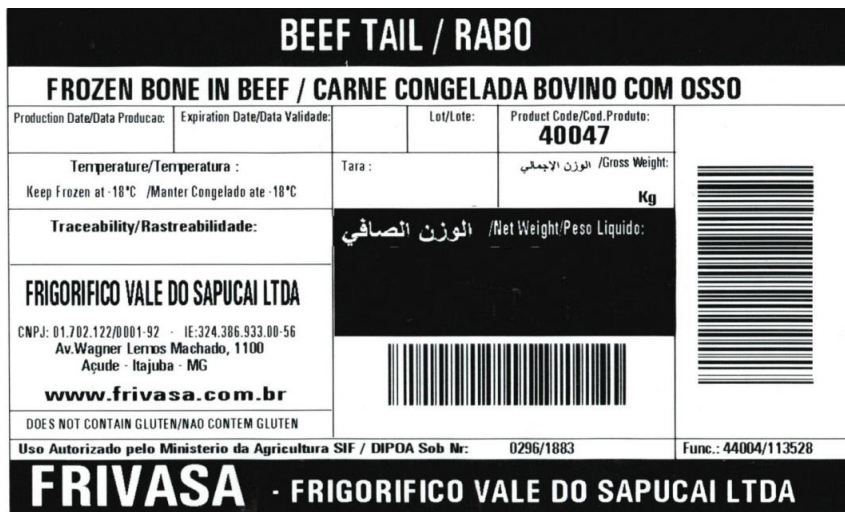 BEEF TAIL / RABO
FROZEN BONE IN BEEF / CARNE CONGELADA BOVINO COM OSSO
Production Date/Data Producao:
Expiration Date/Data Validade:
Lot/Lote:
Product Code/Cod.Produto:
40047
Temperature/Temperatura :
Keep Frozen at -18°C /Manter Congelado ate -18°C
Tara :
الوزن الاجمالي /Gross Weight:
Kg
Traceability/Rastreabilidade:
الوزن الصافي /Net Weight/Peso Liquido:
FRIGORIFICO VALE DO SAPUCAI LTDA
CNPJ: 01.702.122/0001-92 - IE:324.386.933.00-56
Av.Wagner Lemos Machado, 1100
Açude - Itajuba - MG
www.frivasa.com.br
DOES NOT CONTAIN GLUTEN/NAO CONTEM GLUTEN
Uso Autorizado pelo Ministerio da Agricultura SIF / DIPOA Sob Nr: 0296/1883
Func.: 44004/113528
FRIVASA - FRIGORIFICO VALE DO SAPUCAI LTDA